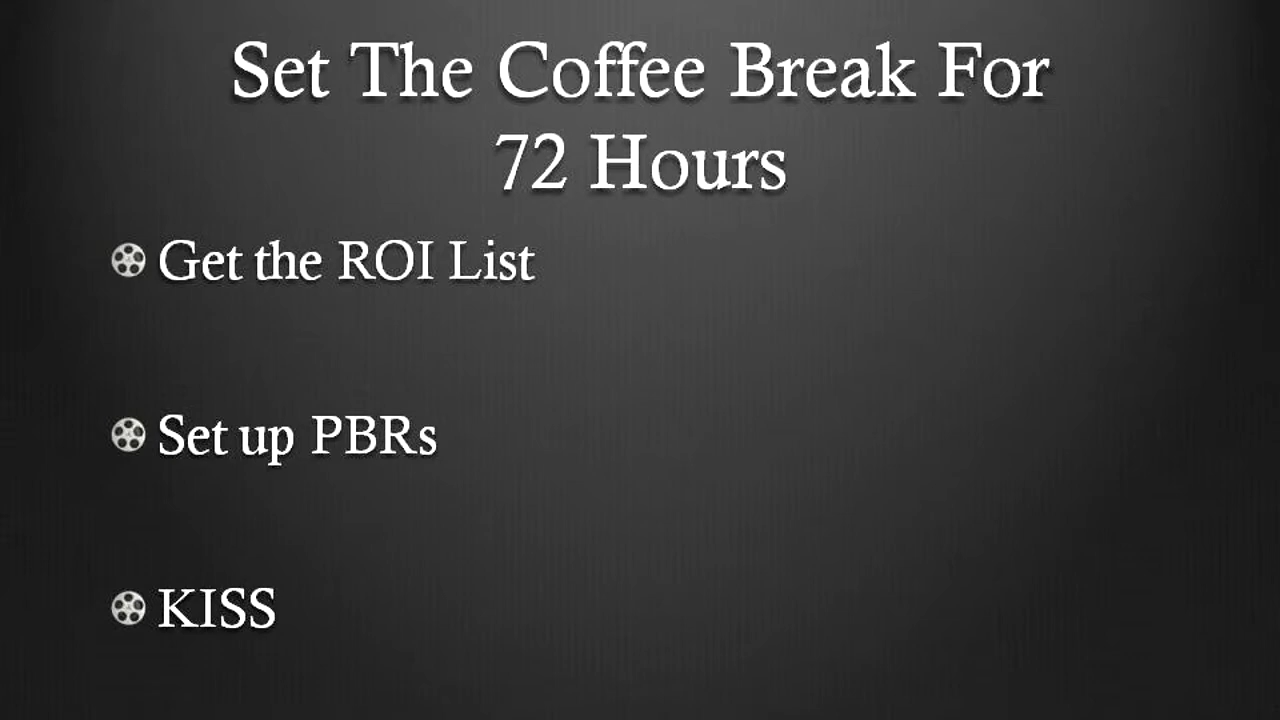 Set The Coffee Break For
72 Hours
Get the ROI List
Set up PBRs
KISS